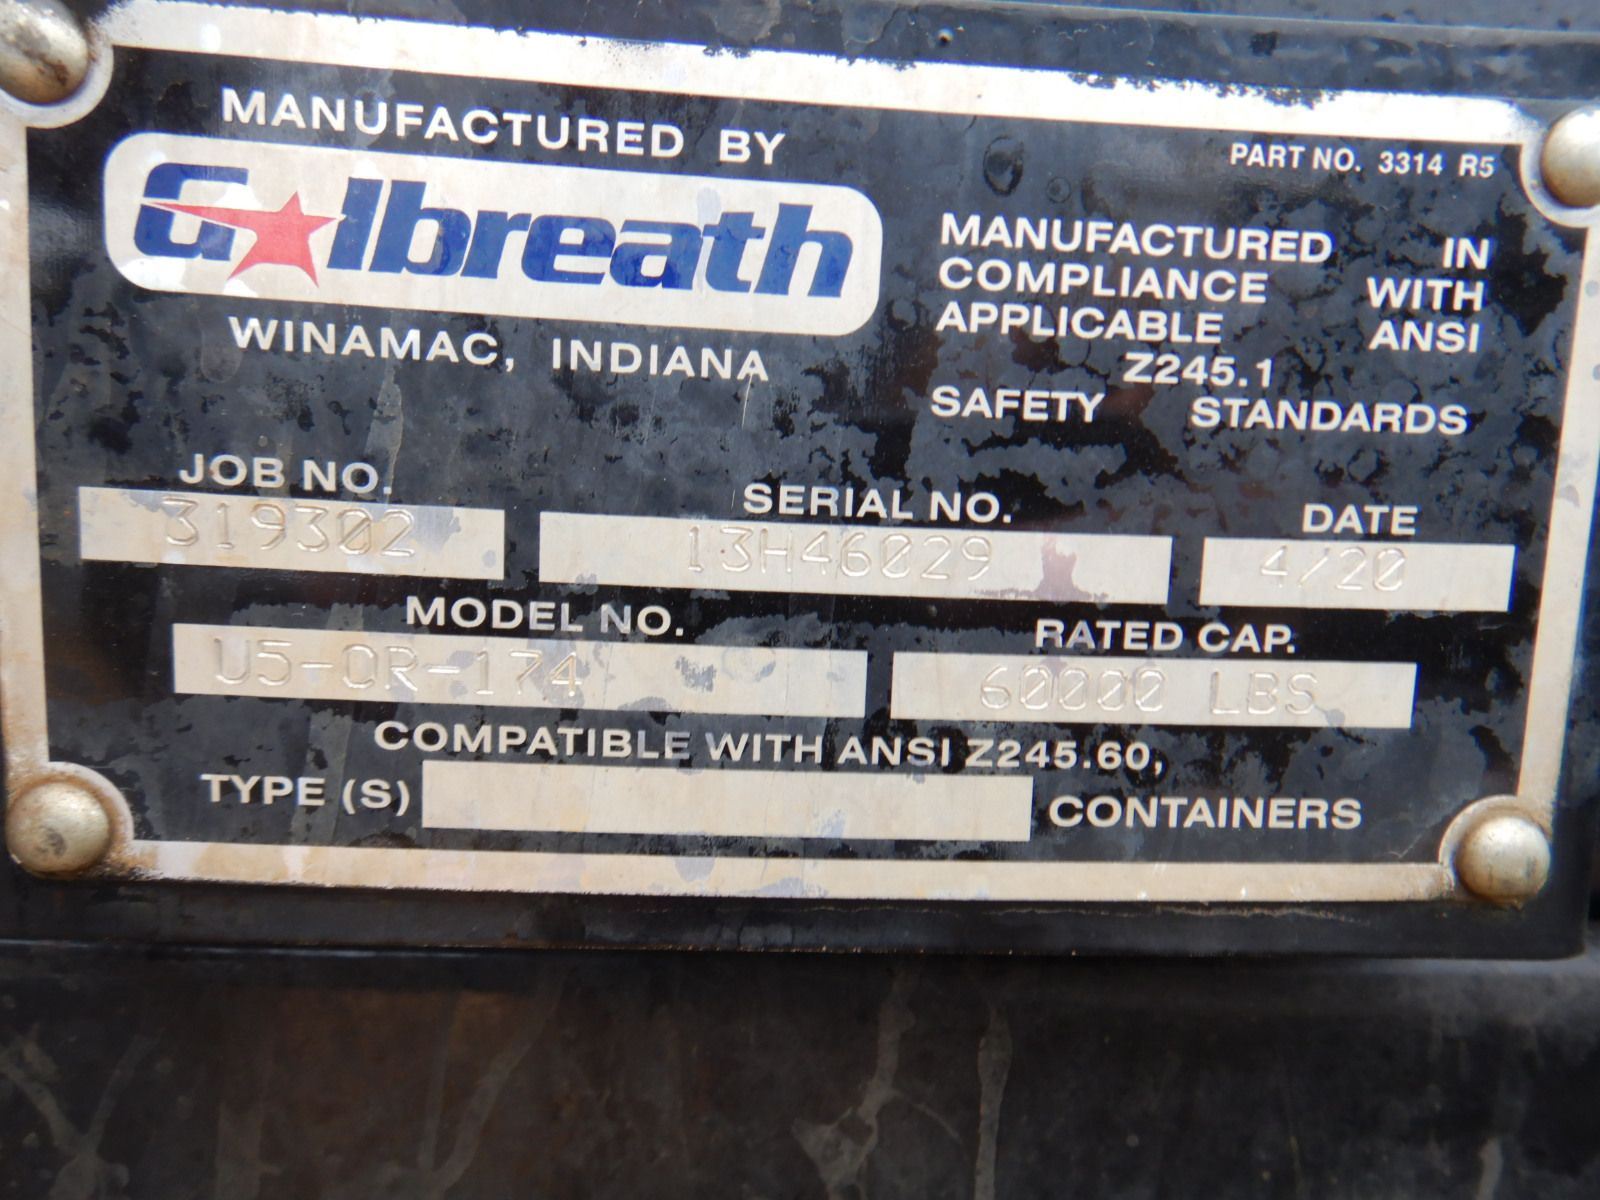 MANUFACTURED BY
Galbreath
WINAMAC, INDIANA
PART NO. 3314 R5
MANUFACTURED IN
COMPLIANCE WITH
APPLICABLE ANSI
Z245.1
SAFETY STANDARDS
JOB NO. SERIAL NO. DATE
319302 13H46029 4/20
MODEL NO. RATED CAP.
U5-OR-174 60000 LBS
COMPATIBLE WITH ANSI Z245.60,
TYPE (S) CONTAINERS